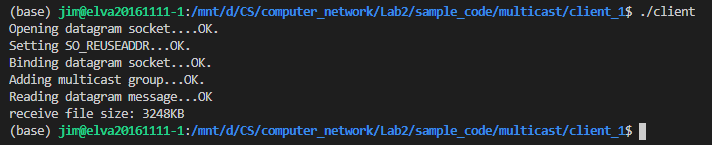 (base) jim@elva20161111-1:/mnt/d/CS/computer_network/Lab2/sample_code/multicast/client_1$ ./client
Opening datagram socket....OK.
Setting SO_REUSEADDR...OK.
Binding datagram socket...OK.
Adding multicast group...OK.
Reading datagram message...OK
receive file size: 3248KB
(base) jim@elva20161111-1:/mnt/d/CS/computer_network/Lab2/sample_code/multicast/client_1$